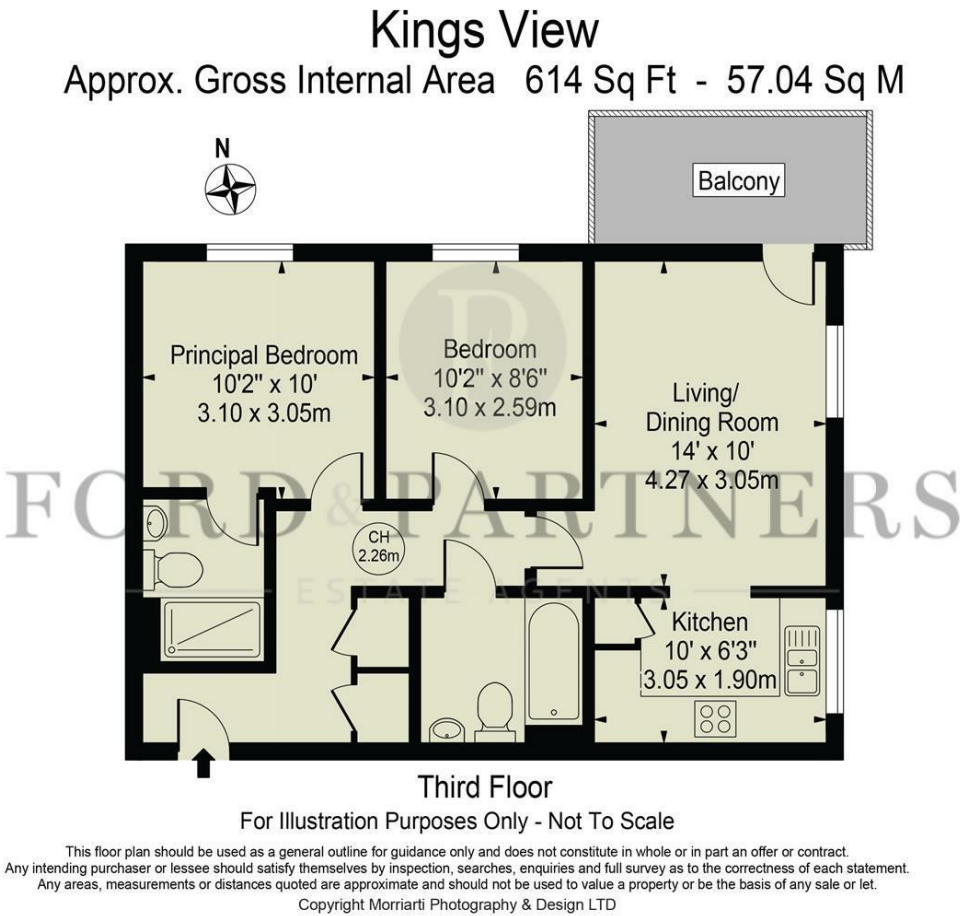 Kings View
Approx. Gross Internal Area 614 Sq Ft - 57.04 Sq M
N
Balcony
Principal Bedroom
10'2" x 10'
3.10 x 3.05m
Bedroom
10'2" x 8'6"
3.10 x 2.59m
Living/
Dining Room
14' x 10'
4.27 x 3.05m
FORD & PARTNERS
ESTATE AGENTS
CH
2.26m
Kitchen
10' x 6'3"
3.05 x 1.90m
Third Floor
For Illustration Purposes Only - Not To Scale
This floor plan should be used as a general outline for guidance only and does not constitute in whole or in part an offer or contract.
Any intending purchaser or lessee should satisfy themselves by inspection, searches, enquiries and full survey as to the correctness of each statement.
Any areas, measurements or distances quoted are approximate and should not be used to value a property or be the basis of any sale or let.
Copyright Morriarti Photography & Design LTD